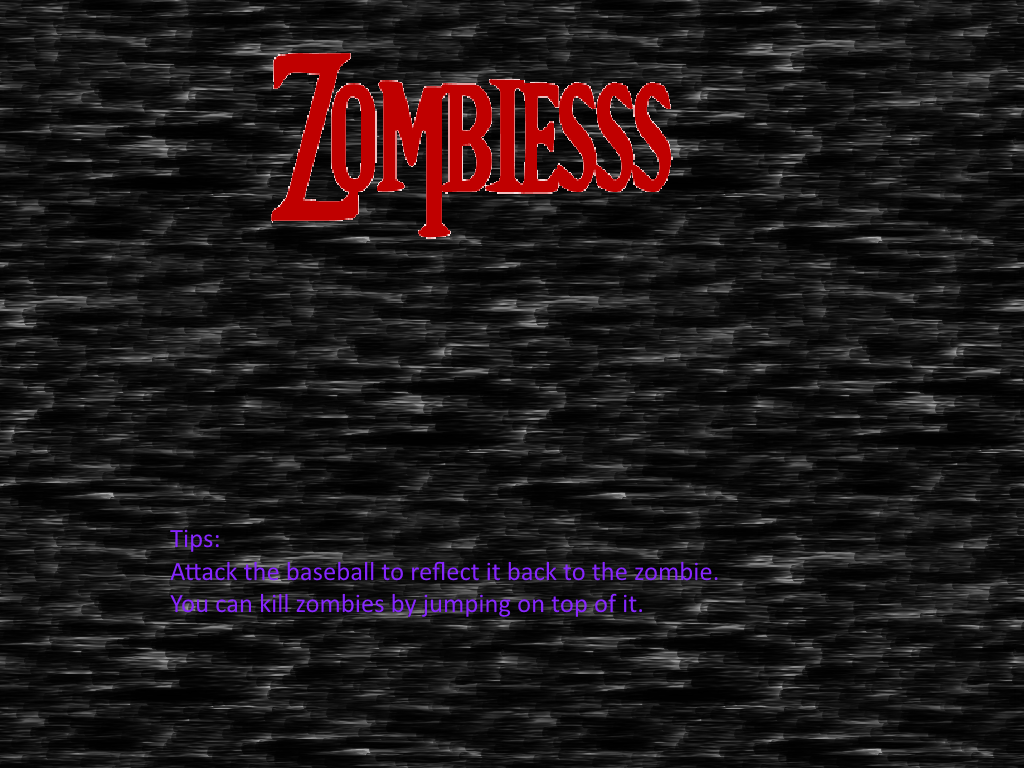 ZOMBIESSS
Tips:
Attack the baseball to reflect it back to the zombie.
You can kill zombies by jumping on top of it.